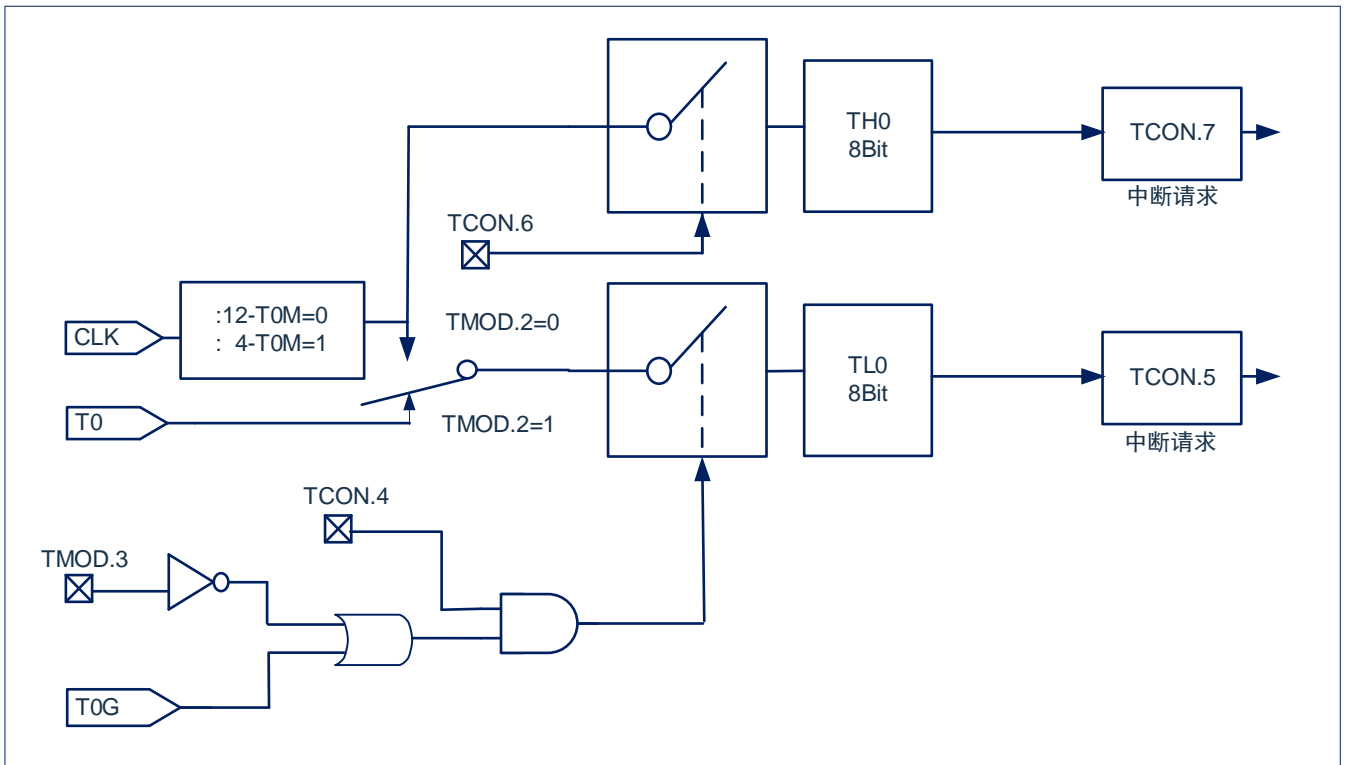 TH0
8Bit
TCON.7
中断请求
TCON.6
:12-T0M=0
: 4-T0M=1
CLK
TMOD.2=0
TL0
8Bit
TCON.5
中断请求
T0
TMOD.2=1
TCON.4
TMOD.3
T0G